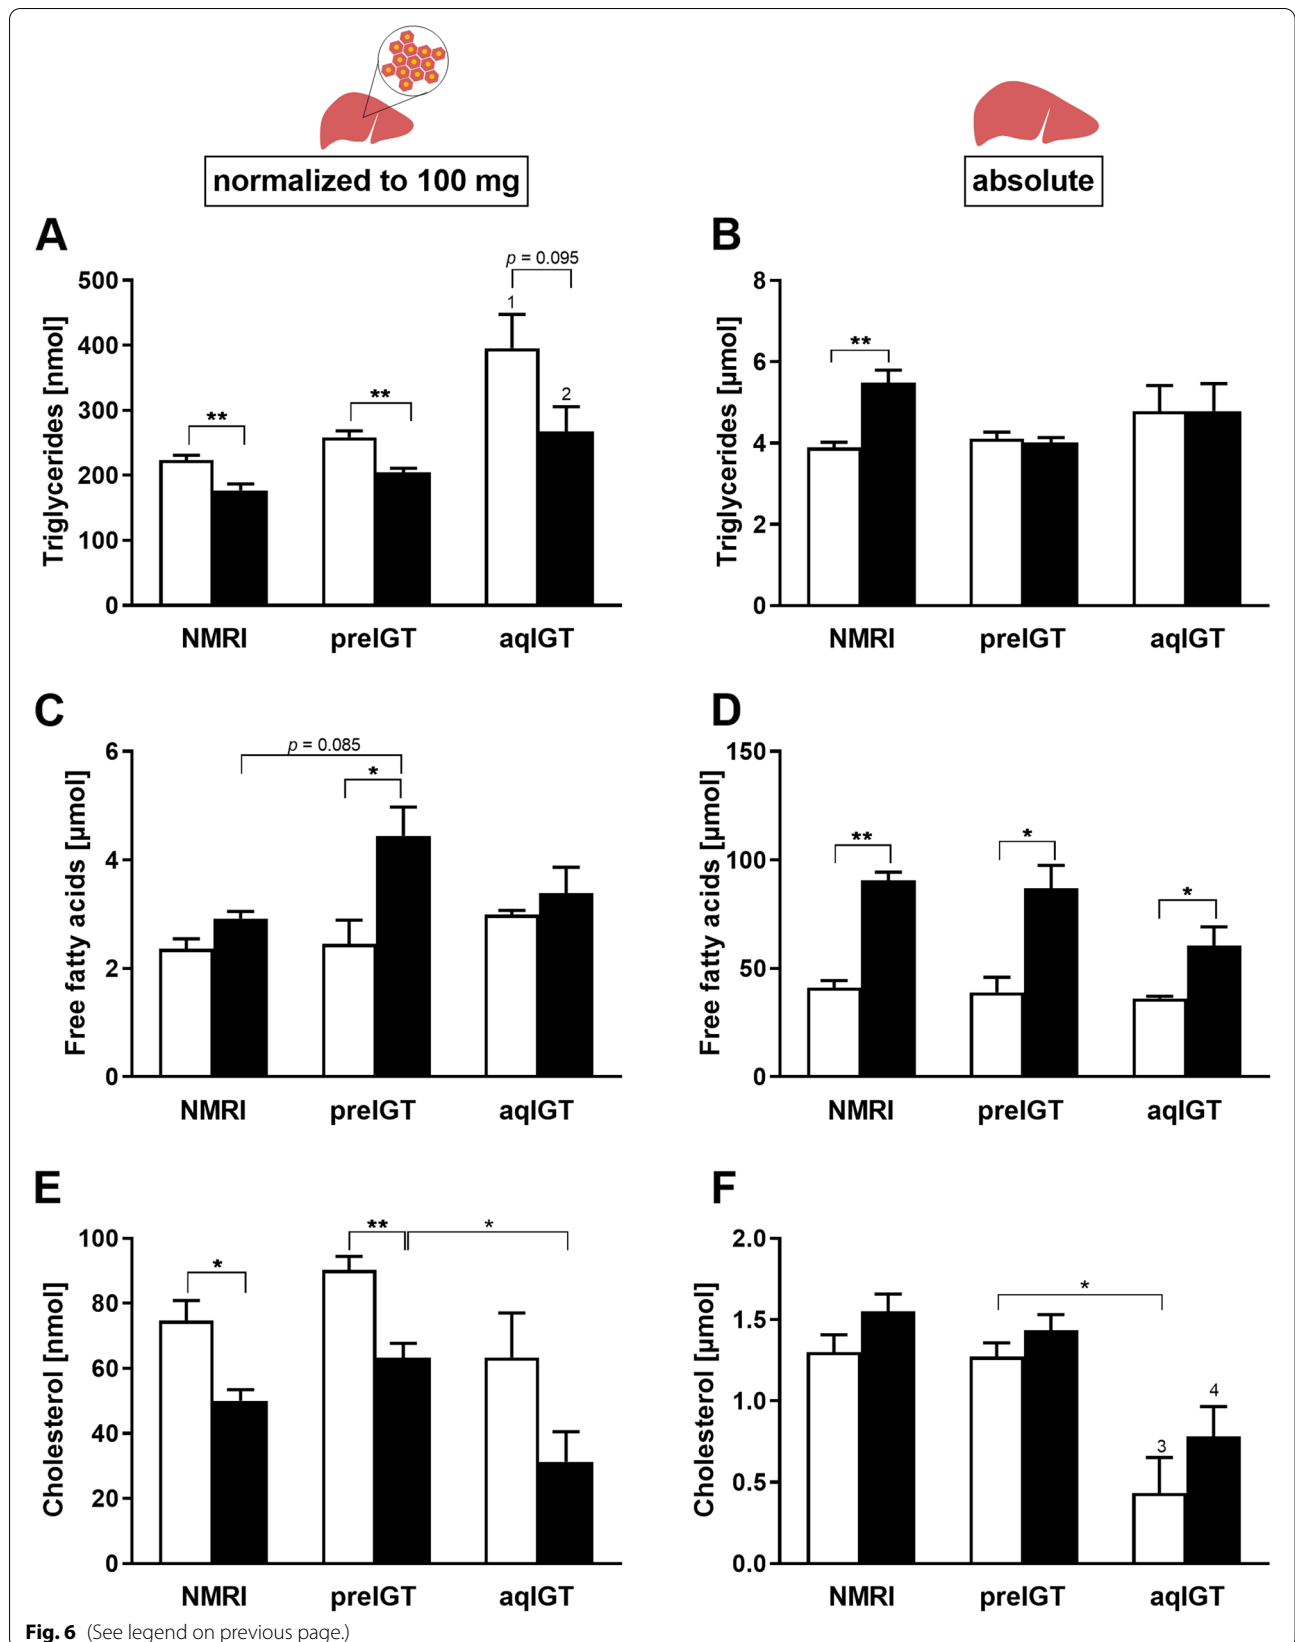 normalized to 100 mg
absolute
A
Triglycerides [nmol]
500
400
300
200
100
0
**
**
p = 0.095
1
2
NMRI
preIGT
aqIGT
B
Triglycerides [µmol]
8
6
4
2
0
**
NMRI
preIGT
aqIGT
C
Free fatty acids [µmol]
6
4
2
0
p = 0.085
*
NMRI
preIGT
aqIGT
D
Free fatty acids [µmol]
150
100
50
0
**
*
*
NMRI
preIGT
aqIGT
E
Cholesterol [nmol]
100
80
60
40
20
0
*
**
*
NMRI
preIGT
aqIGT
F
Cholesterol [µmol]
2.0
1.5
1.0
0.5
0.0
*
3
4
NMRI
preIGT
aqIGT
Fig. 6 (See legend on previous page.)